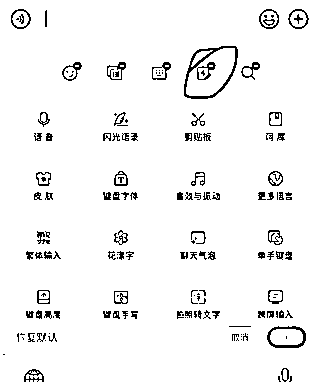 语音 闪光语录 剪贴板 词库
皮肤 键盘字体 音效与振动 更多语言
繁体输入 花漾字 聊天气泡 单手键盘
键盘高度 键盘手写 拍照转文字 跨屏输入
恢复默认 取消